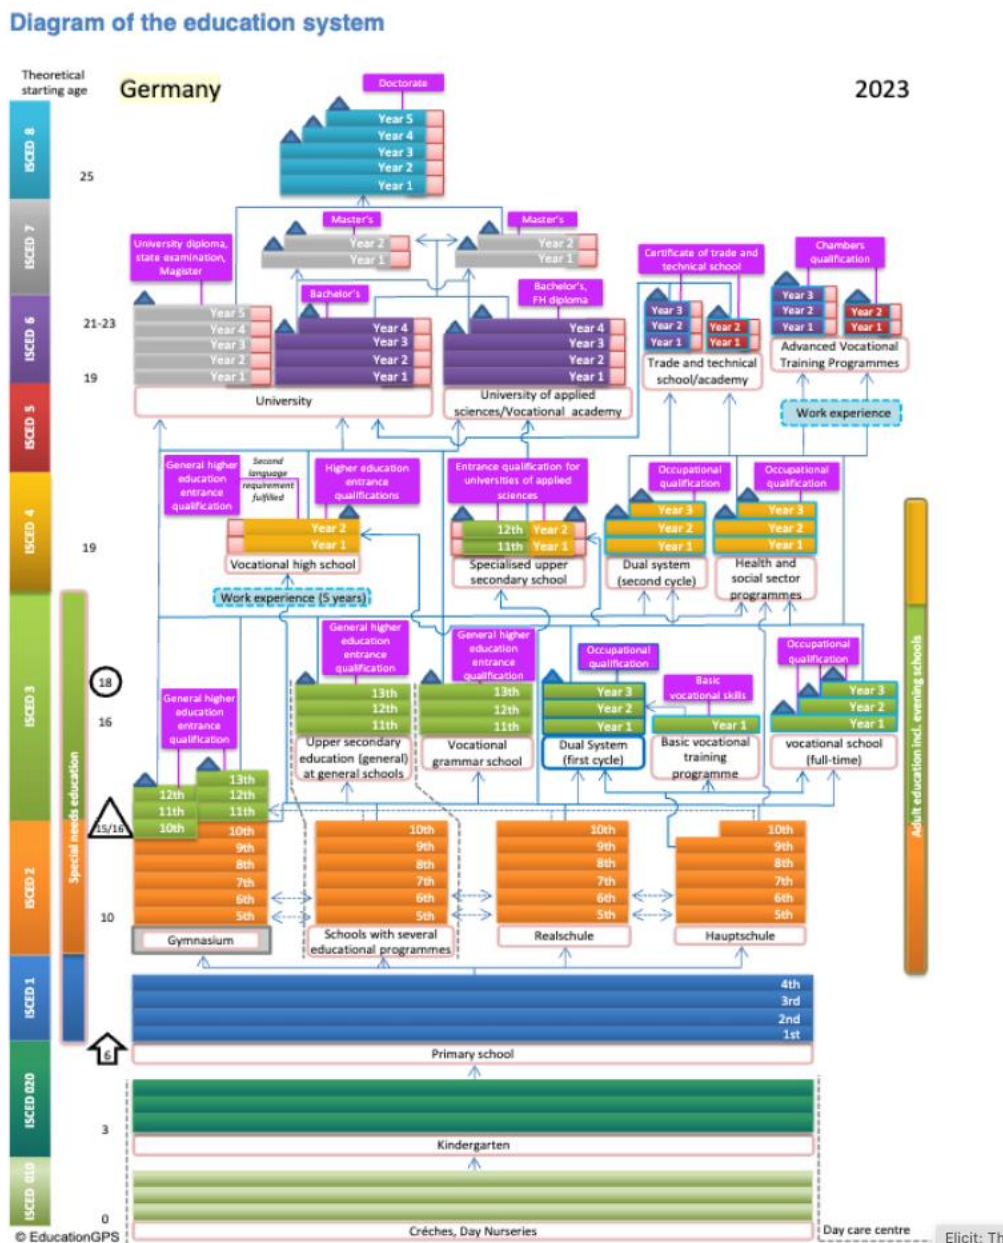 Diagram of the education system
Theoretical
starting age
Germany
2023
Doctorate
ISCED 8
Year 5
Year 4
Year 3
Year 2
Year 1
25
ISCED 7
Master's
Year 2
Year 1
Master's
Year 2
Year 1
University diploma,
state examination,
Magister
Bachelor's
Bachelor's,
FH diploma
Certificate of trade and
technical school
Chambers
qualification
ISCED 6
21-23
19
Year 5
Year 4
Year 3
Year 2
Year 1
Year 4
Year 3
Year 2
Year 1
University
Year 4
Year 3
Year 2
Year 1
University of applied
sciences/Vocational academy
Year 3
Year 2
Year 1
Year 2
Year 1
Trade and technical
school/academy
Year 3
Year 2
Year 1
Year 2
Year 1
Advanced Vocational
Training Programmes
ISCED 5
Work experience
General higher
education
entrance
qualification
Second
language
requirement
fulfilled
Higher education
entrance
qualifications
Entrance qualification for
universities of applied
sciences
Occupational
qualification
Occupational
qualification
ISCED 4
19
Year 2
Year 1
Vocational high school
12th Year 2
11th Year 1
Specialised upper
secondary school
Year 3
Year 2
Year 1
Dual system
(second cycle)
Year 3
Year 2
Year 1
Health and
social sector
programmes
Work experience (5 years)
ISCED 3
Special needs education
Adult education incl. evening schools
18
16
15/16
General higher
education
entrance
qualification
General higher
education
entrance
qualification
General higher
education
entrance
qualification
Occupational
qualification
Basic
vocational skills
Occupational
qualification
13th
12th
11th
Upper secondary
education (general)
at general schools
13th
12th
11th
Vocational
grammar school
Year 3
Year 2
Year 1
Dual System
(first cycle)
Year 1
Basic vocational
training
programme
Year 3
Year 2
Year 1
vocational school
(full-time)
12th
11th
10th
13th
12th
11th
ISCED 2
10
10th
9th
8th
7th
6th
5th
Gymnasium
10th
9th
8th
7th
6th
5th
Schools with several
educational programmes
10th
9th
8th
7th
6th
5th
Realschule
10th
9th
8th
7th
6th
5th
Hauptschule
ISCED 1
4th
3rd
2nd
1st
6
Primary school
ISCED 020
3
Kindergarten
ISCED 010
0
Créches, Day Nurseries
Day care centre
© EducationGPS
Elicit: Th